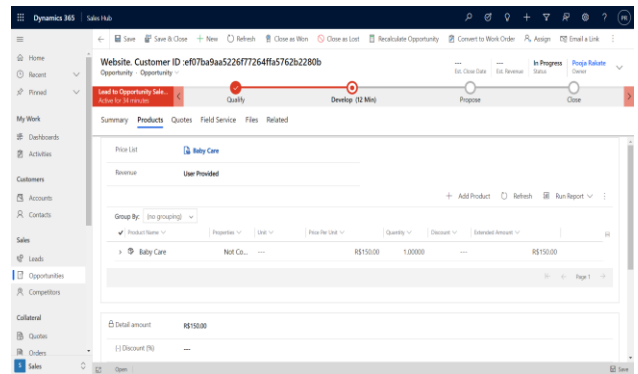 Dynamics 365 Sales Hub
PR
Save Save & Close New Refresh Close as Won Close as Lost Recalculate Opportunity Convert to Work Order Assign Email a Link
Website. Customer ID :ef07ba9aa5226f77264ffa5762b2280b
Opportunity · Opportunity
--- Est. Close Date
--- Est. Revenue
In Progress Status
Pooja Rakate Owner
Lead to Opportunity Sale...
Active for 34 minutes
Qualify Develop (12 Min) Propose Close
Summary Products Quotes Field Service Files Related
Home
Recent
Pinned
My Work
Dashboards
Activities
Customers
Accounts
Contacts
Sales
Leads
Opportunities
Competitors
Collateral
Quotes
Orders
S Sales
Price List Baby Care
Revenue User Provided
+ Add Product Refresh Run Report
Group By: (no grouping)
Product Name Properties Unit Price Per Unit Quantity Discount Extended Amount
Baby Care Not Co... --- R$150.00 1.00000 --- R$150.00
Page 1
Detail amount R$150.00
(-) Discount (%) ---
Open Save